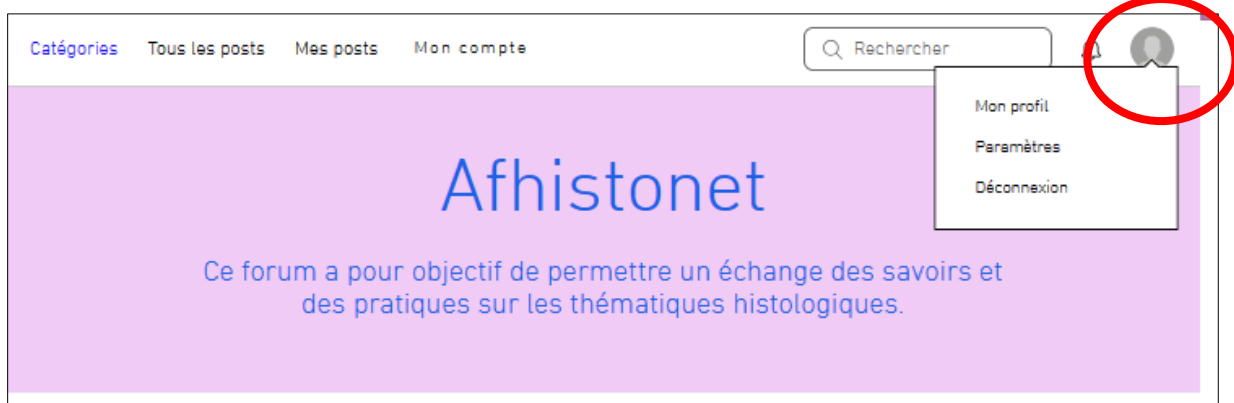 Catégories Tous les posts Mes posts Mon compte Rechercher
Mon profil
Paramètres
Déconnexion
Afhistonet
Ce forum a pour objectif de permettre un échange des savoirs et
des pratiques sur les thématiques histologiques.